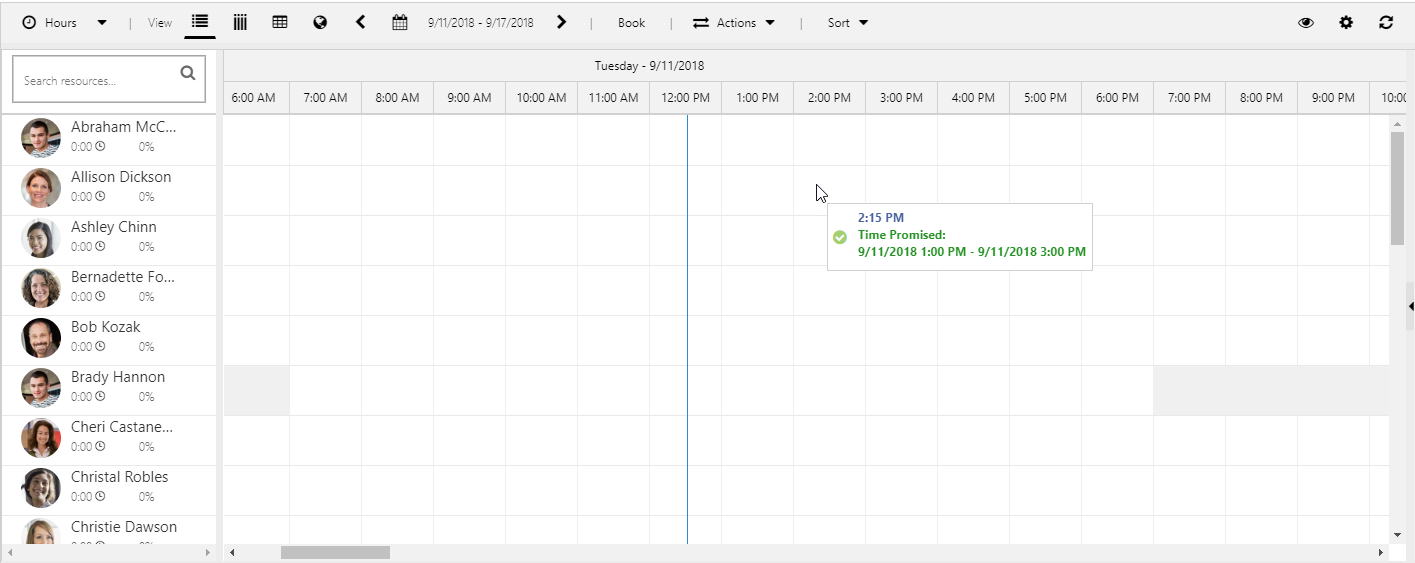 Hours | View 9/11/2018 - 9/17/2018 | Book | Actions Sort
Search resources...
Tuesday - 9/11/2018
6:00 AM 7:00 AM 8:00 AM 9:00 AM 10:00 AM 11:00 AM 12:00 PM 1:00 PM 2:00 PM 3:00 PM 4:00 PM 5:00 PM 6:00 PM 7:00 PM 8:00 PM 9:00 PM 10:00
Abraham McC...
0:00 0%
Allison Dickson
0:00 0%
2:15 PM
Time Promised:
9/11/2018 1:00 PM - 9/11/2018 3:00 PM
Ashley Chinn
0:00 0%
Bernadette Fo...
0:00 0%
Bob Kozak
0:00 0%
Brady Hannon
0:00 0%
Cheri Castane...
0:00 0%
Christal Robles
0:00 0%
Christie Dawson
0:00 0%